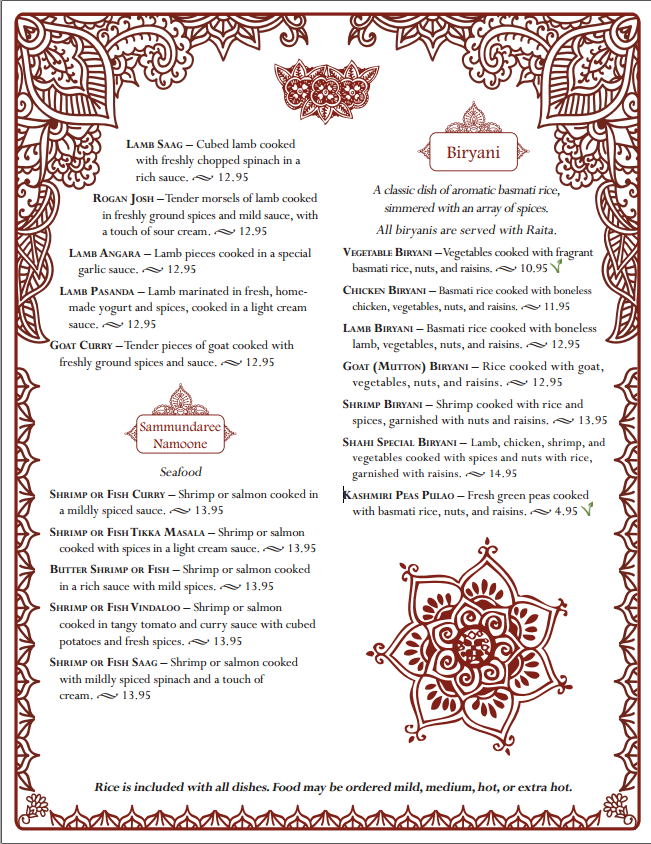 Lamb Saag – Cubed lamb cooked
with freshly chopped spinach in a
rich sauce. 12.95
Rogan Josh –Tender morsels of lamb cooked
in freshly ground spices and mild sauce, with
a touch of sour cream. 12.95
Lamb Angara – Lamb pieces cooked in a special
garlic sauce. 12.95
Lamb Pasanda – Lamb marinated in fresh, home-
made yogurt and spices, cooked in a light cream
sauce. 12.95
Goat Curry –Tender pieces of goat cooked with
freshly ground spices and sauce. 12.95
Sammundaree
Namoone
Seafood
Shrimp or Fish Curry – Shrimp or salmon cooked in
a mildly spiced sauce. 13.95
Shrimp or Fish Tikka Masala – Shrimp or salmon
cooked with spices in a light cream sauce. 13.95
Butter Shrimp or Fish – Shrimp or salmon cooked
in a rich sauce with mild spices. 13.95
Shrimp or Fish Vindaloo – Shrimp or salmon
cooked in tangy tomato and curry sauce with cubed
potatoes and fresh spices. 13.95
Shrimp or Fish Saag – Shrimp or salmon cooked
with mildly spiced spinach and a touch of
cream. 13.95
Biryani
A classic dish of aromatic basmati rice,
simmered with an array of spices.
All biryanis are served with Raita.
Vegetable Biryani –Vegetables cooked with fragrant
basmati rice, nuts, and raisins. 10.95
Chicken Biryani – Basmati rice cooked with boneless
chicken, vegetables, nuts, and raisins. 11.95
Lamb Biryani – Basmati rice cooked with boneless
lamb, vegetables, nuts, and raisins. 12.95
Goat (Mutton) Biryani – Rice cooked with goat,
vegetables, nuts, and raisins. 12.95
Shrimp Biryani – Shrimp cooked with rice and
spices, garnished with nuts and raisins. 13.95
Shahi Special Biryani – Lamb, chicken, shrimp, and
vegetables cooked with spices and nuts with rice,
garnished with raisins. 14.95
Kashmiri Peas Pulao – Fresh green peas cooked
with basmati rice, nuts, and raisins. 4.95
Rice is included with all dishes. Food may be ordered mild, medium, hot, or extra hot.